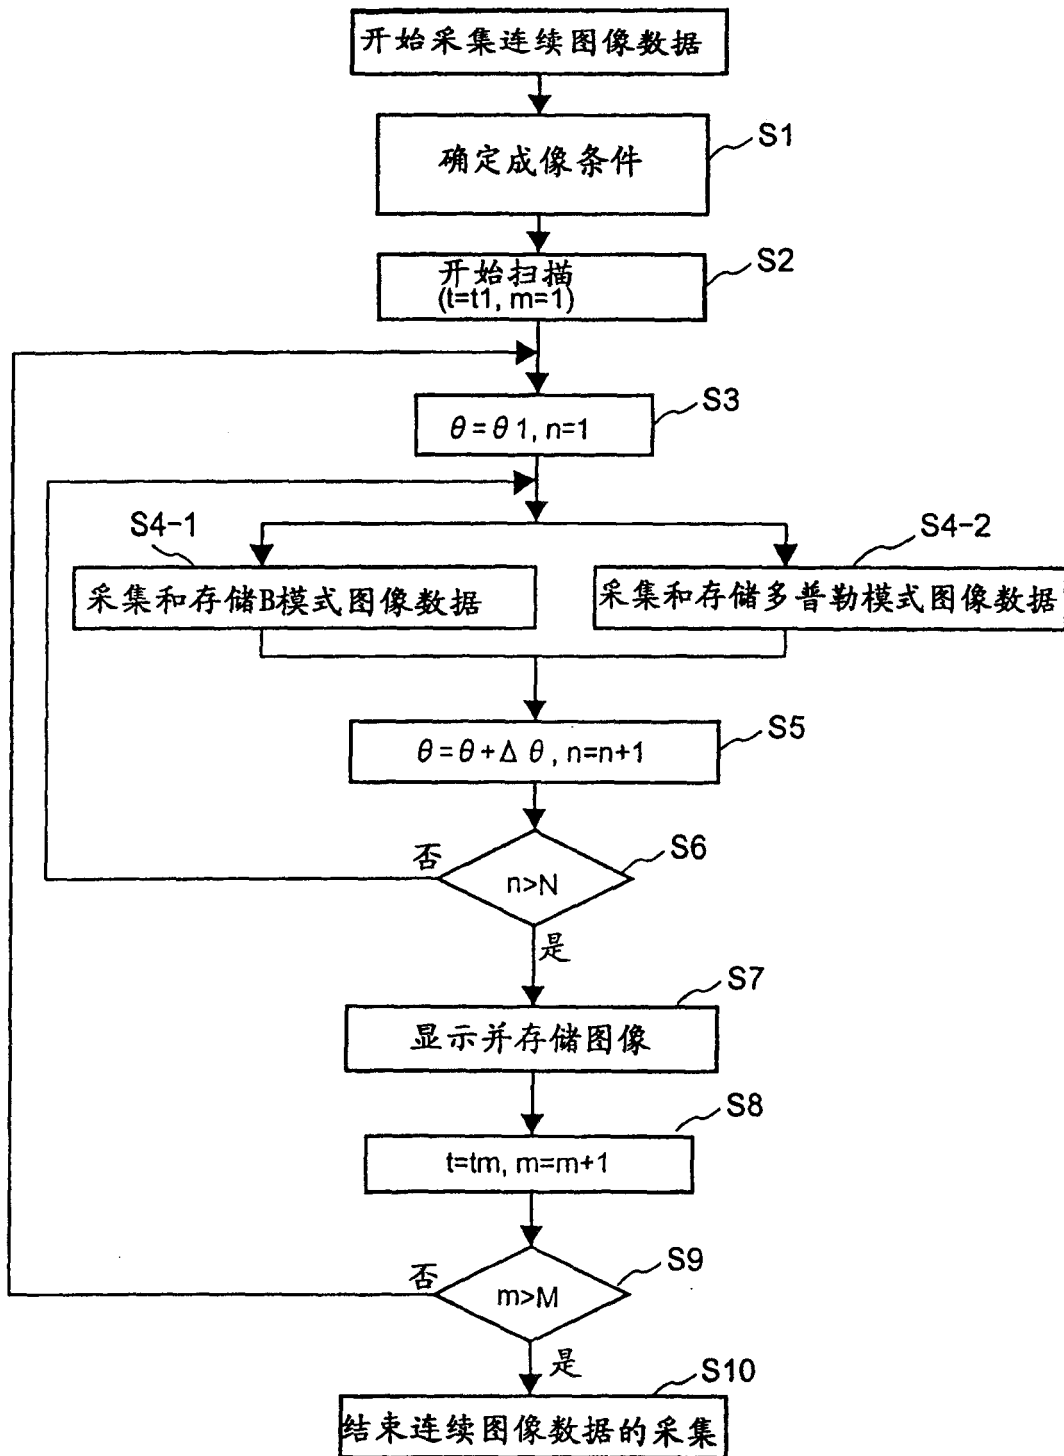 开始采集连续图像数据
S1
确定成像条件
S2
开始扫描
(t=t1, m=1)
S3
θ=θ1, n=1
S4-1
S4-2
采集和存储B模式图像数据
采集和存储多普勒模式图像数据
S5
θ=θ+Δθ, n=n+1
S6
否
n>N
是
S7
显示并存储图像
S8
t=tm, m=m+1
S9
否
m>M
是
S10
结束连续图像数据的采集